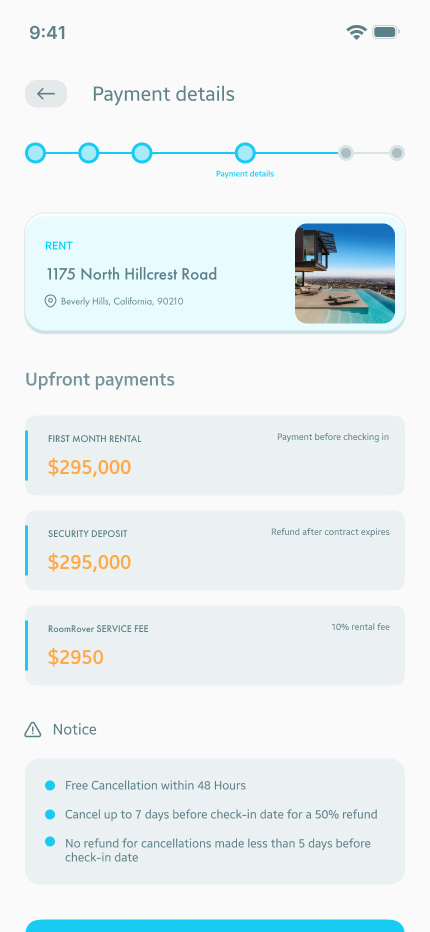 9:41
Payment details
Payment details
RENT
1175 North Hillcrest Road
Beverly Hills, California, 90210
Upfront payments
FIRST MONTH RENTAL
Payment before checking in
$295,000
SECURITY DEPOSIT
Refund after contract expires
$295,000
RoomRover SERVICE FEE
10% rental fee
$2950
Notice
Free Cancellation within 48 Hours
Cancel up to 7 days before check-in date for a 50% refund
No refund for cancellations made less than 5 days before
check-in date